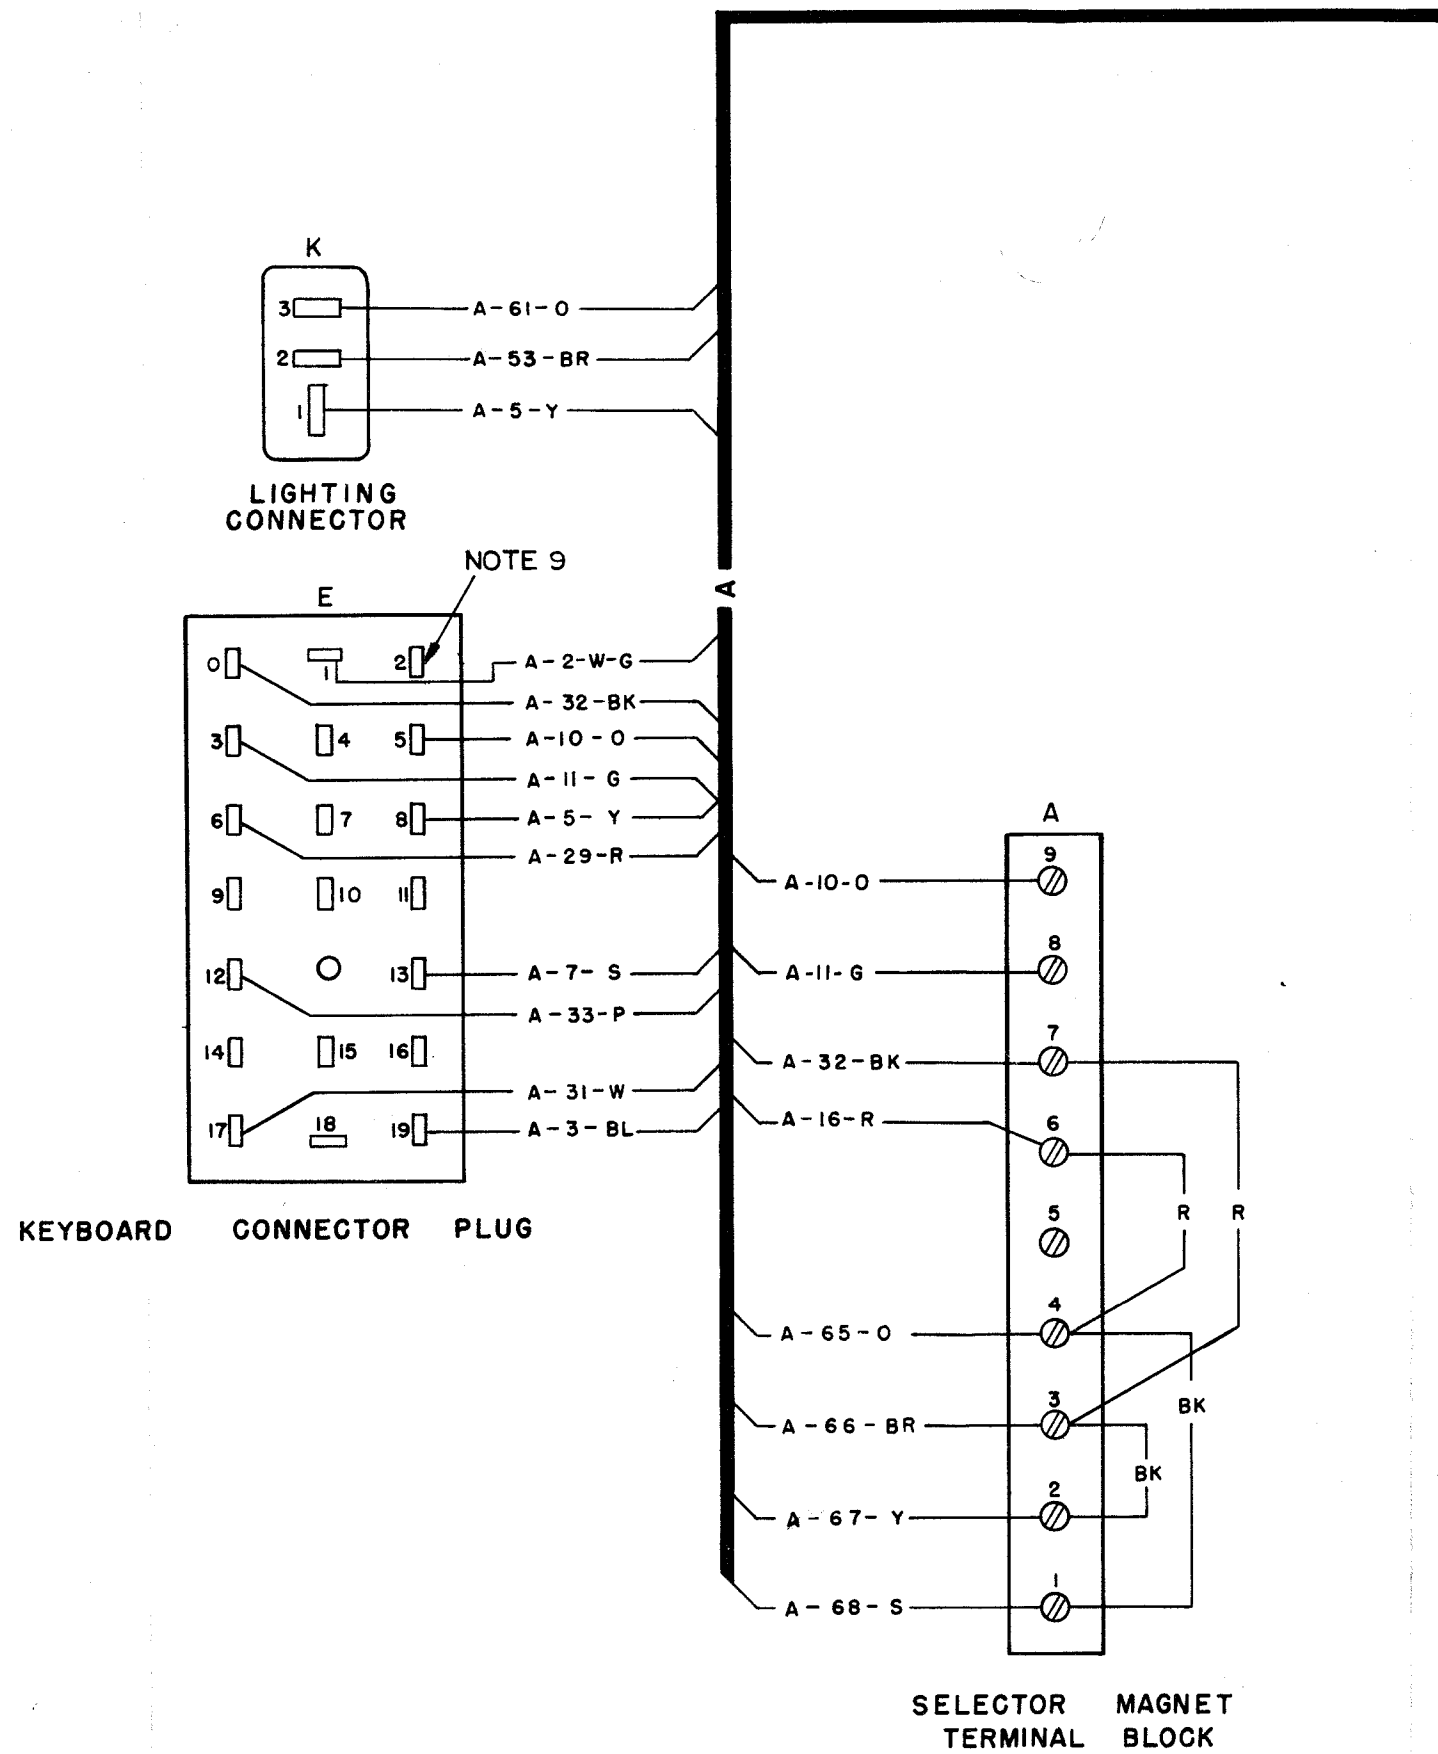 K
3 A-61-O
2 A-53-BR
1 A-5-Y
LIGHTING
CONNECTOR
NOTE 9
A
E
0 1 2 A-2-W-G
A-32-BK
3 4 5 A-10-O
A-11-G
6 7 8 A-5-Y
A-29-R
9 10 11
12 13 A-7-S
A-33-P
14 15 16
A-31-W
17 18 19 A-3-BL
KEYBOARD CONNECTOR PLUG
A
9
A-10-O
8
A-11-G
7
A-32-BK
6
A-16-R
5
R R
4
A-65-O
3
BK
A-66-BR
BK
2
A-67-Y
1
A-68-S
SELECTOR MAGNET
TERMINAL BLOCK